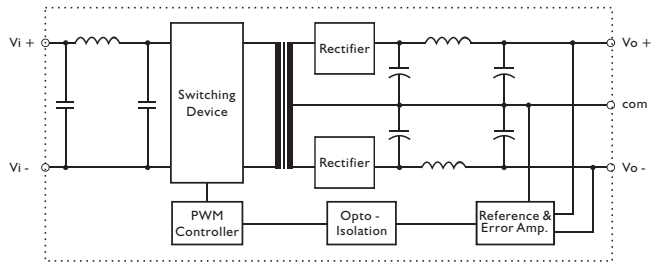 Vi +
Rectifier
Vo +
Switching
Device
com
Rectifier
Vi -
Vo -
PWM
Controller
Opto -
Isolation
Reference &
Error Amp.